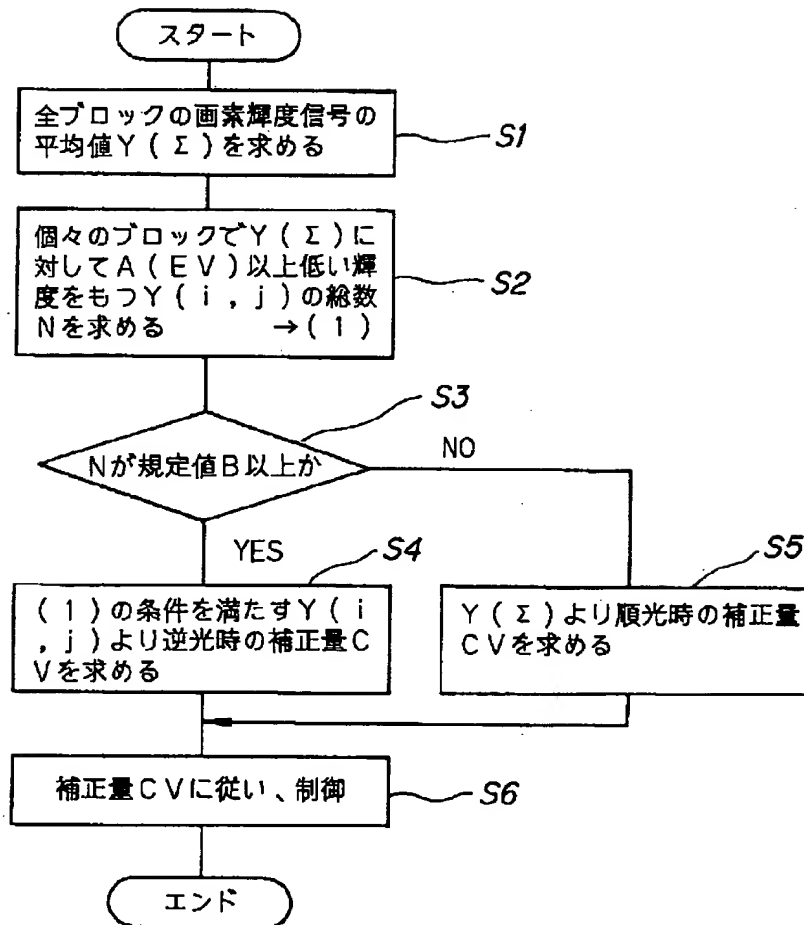 スタート
全ブロックの画素輝度信号の
平均値Y(Σ)を求める
S1
個々のブロックでY(Σ)に
対してA(EV)以上低い輝
度をもつY(i,j)の総数
Nを求める →(1)
S2
S3
Nが規定値B以上か
NO
YES
S4
(1)の条件を満たすY(i
,j)より逆光時の補正量C
Vを求める
S5
Y(Σ)より順光時の補正量
CVを求める
補正量CVに従い、制御
S6
エンド